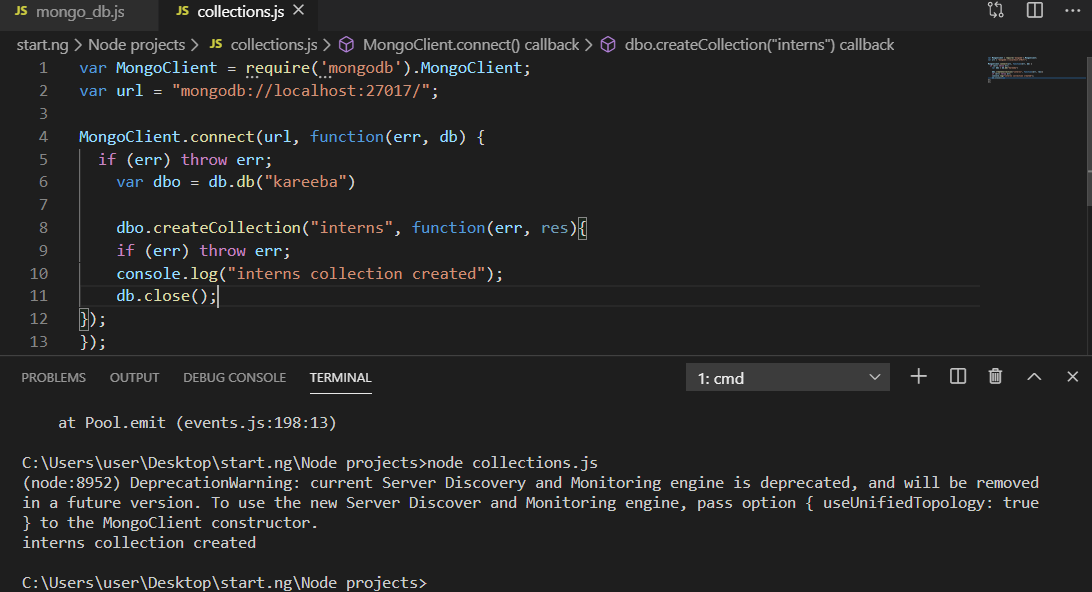 JS mongo_db.js JS collections.js ×
start.ng > Node projects > JS collections.js > MongoClient.connect() callback > dbo.createCollection("interns") callback
1 var MongoClient = require('mongodb').MongoClient;
2 var url = "mongodb://localhost:27017/";
3
4 MongoClient.connect(url, function(err, db) {
5 if (err) throw err;
6 var dbo = db.db("kareeba")
7
8 dbo.createCollection("interns", function(err, res){
9 if (err) throw err;
10 console.log("interns collection created");
11 db.close();
12 });
13 });
PROBLEMS OUTPUT DEBUG CONSOLE TERMINAL 1: cmd
at Pool.emit (events.js:198:13)
C:\Users\user\Desktop\start.ng\Node projects>node collections.js
(node:8952) DeprecationWarning: current Server Discovery and Monitoring engine is deprecated, and will be removed
in a future version. To use the new Server Discover and Monitoring engine, pass option { useUnifiedTopology: true
} to the MongoClient constructor.
interns collection created
C:\Users\user\Desktop\start.ng\Node projects>